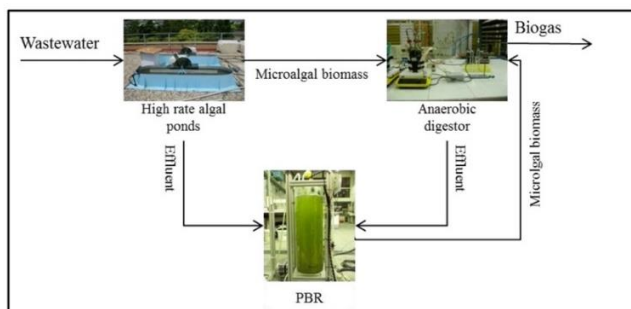 Wastewater
Biogas
Microalgal biomass
High rate algal
ponds
Anaerobic
digestor
Effluent
Effluent
Microlgal biomass
PBR